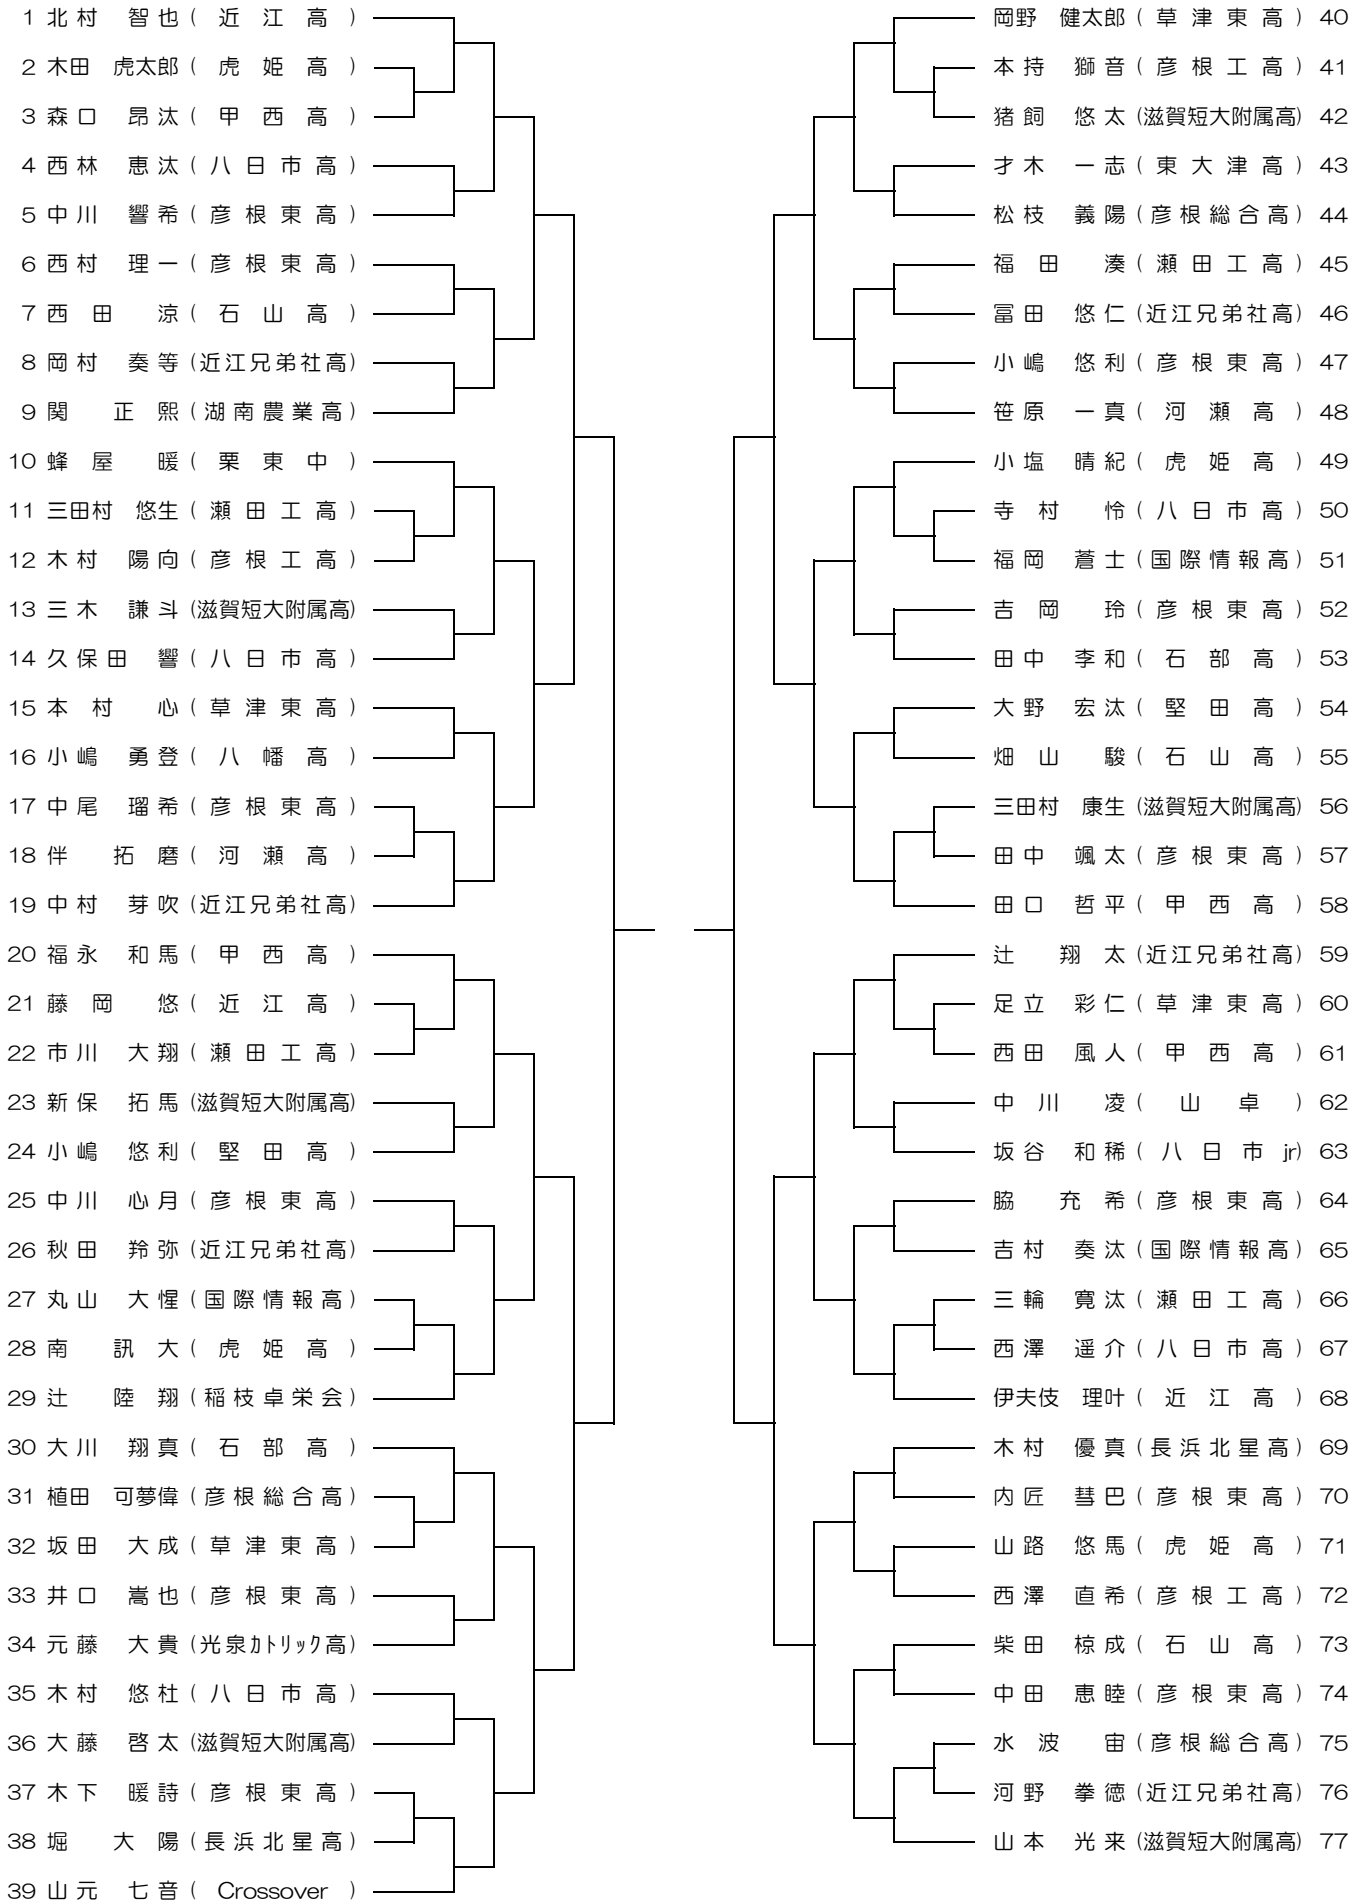 1 北村 智也 ( 近江高 )
2 木田 虎太郎 ( 虎姫高 )
3 森口 昂汰 ( 甲西高 )
4 西林 恵汰 ( 八日市高 )
5 中川 響希 ( 彦根東高 )
6 西村 理一 ( 彦根東高 )
7 西田 涼 ( 石山高 )
8 岡村 奏等 (近江兄弟社高)
9 関 正熙 (湖南農業高)
10 蜂屋 暖 ( 栗東中 )
11 三田村 悠生 ( 瀬田工高 )
12 木村 陽向 ( 彦根工高 )
13 三木 謙斗 (滋賀短大附属高)
14 久保田 響 ( 八日市高 )
15 本村 心 ( 草津東高 )
16 小嶋 勇登 ( 八幡高 )
17 中尾 瑠希 ( 彦根東高 )
18 伴 拓磨 ( 河瀬高 )
19 中村 芽吹 (近江兄弟社高)
20 福永 和馬 ( 甲西高 )
21 藤岡 悠 ( 近江高 )
22 市川 大翔 ( 瀬田工高 )
23 新保 拓馬 (滋賀短大附属高)
24 小嶋 悠利 ( 堅田高 )
25 中川 心月 ( 彦根東高 )
26 秋田 羚弥 (近江兄弟社高)
27 丸山 大惺 (国際情報高)
28 南 訊大 ( 虎姫高 )
29 辻 陸翔 (稲枝卓栄会)
30 大川 翔真 ( 石部高 )
31 植田 可夢偉 (彦根総合高)
32 坂田 大成 ( 草津東高 )
33 井口 嵩也 ( 彦根東高 )
34 元藤 大貴 (光泉ｶﾄﾘｯｸ高)
35 木村 悠杜 ( 八日市高 )
36 大藤 啓太 (滋賀短大附属高)
37 木下 暖詩 ( 彦根東高 )
38 堀 大陽 (長浜北星高)
39 山元 七音 ( Crossover )
岡野 健太郎 ( 草津東高 ) 40
本持 獅音 ( 彦根工高 ) 41
猪飼 悠太 (滋賀短大附属高) 42
才木 一志 ( 東大津高 ) 43
松枝 義陽 (彦根総合高) 44
福田 湊 ( 瀬田工高 ) 45
冨田 悠仁 (近江兄弟社高) 46
小嶋 悠利 ( 彦根東高 ) 47
笹原 一真 ( 河瀬高 ) 48
小塩 晴紀 ( 虎姫高 ) 49
寺村 怜 ( 八日市高 ) 50
福岡 蒼士 (国際情報高) 51
吉岡 玲 ( 彦根東高 ) 52
田中 李和 ( 石部高 ) 53
大野 宏汰 ( 堅田高 ) 54
畑山 駿 ( 石山高 ) 55
三田村 康生 (滋賀短大附属高) 56
田中 颯太 ( 彦根東高 ) 57
田口 哲平 ( 甲西高 ) 58
辻 翔太 (近江兄弟社高) 59
足立 彩仁 ( 草津東高 ) 60
西田 風人 ( 甲西高 ) 61
中川 凌 ( 山卓 ) 62
坂谷 和稀 ( 八日市jr) 63
脇 充希 ( 彦根東高 ) 64
吉村 奏汰 (国際情報高) 65
三輪 寛汰 ( 瀬田工高 ) 66
西澤 遥介 ( 八日市高 ) 67
伊夫伎 理叶 ( 近江高 ) 68
木村 優真 (長浜北星高) 69
内匠 彗巴 ( 彦根東高 ) 70
山路 悠馬 ( 虎姫高 ) 71
西澤 直希 ( 彦根工高 ) 72
柴田 椋成 ( 石山高 ) 73
中田 恵睦 ( 彦根東高 ) 74
水波 宙 (彦根総合高) 75
河野 拳徳 (近江兄弟社高) 76
山本 光来 (滋賀短大附属高) 77